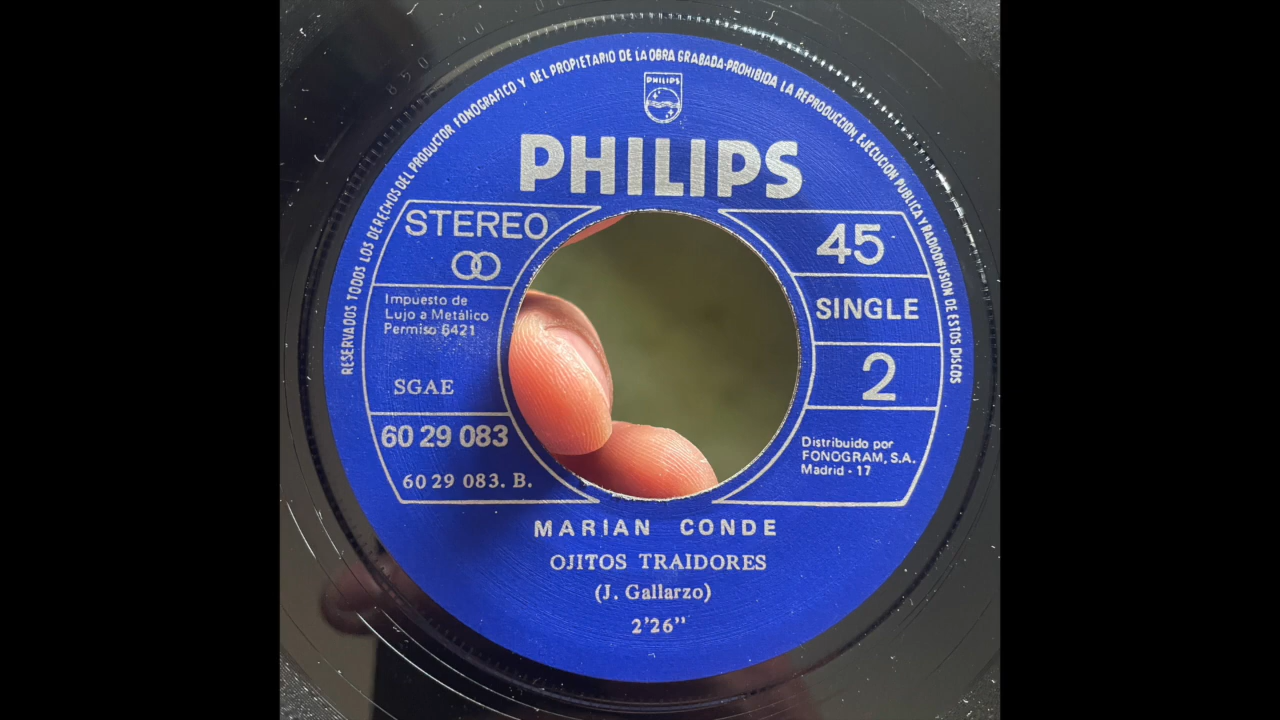 RESERVADOS TODOS LOS DERECHOS DEL PRODUCTOR FONOGRAFICO Y DEL PROPIETARIO DE LA OBRA GRABADA-PROHIBIDA LA REPRODUCCION, EJECUCION PUBLICA Y RADIODIFUSION DE ESTOS DISCOS
PHILIPS
PHILIPS
STEREO
45
Impuesto de
Lujo a Metálico
Permiso 6421
SINGLE
SGAE
2
60 29 083
60 29 083. B.
Distribuido por
FONOGRAM, S.A.
Madrid - 17
MARIAN CONDE
OJITOS TRAIDORES
(J. Gallarzo)
2'26"